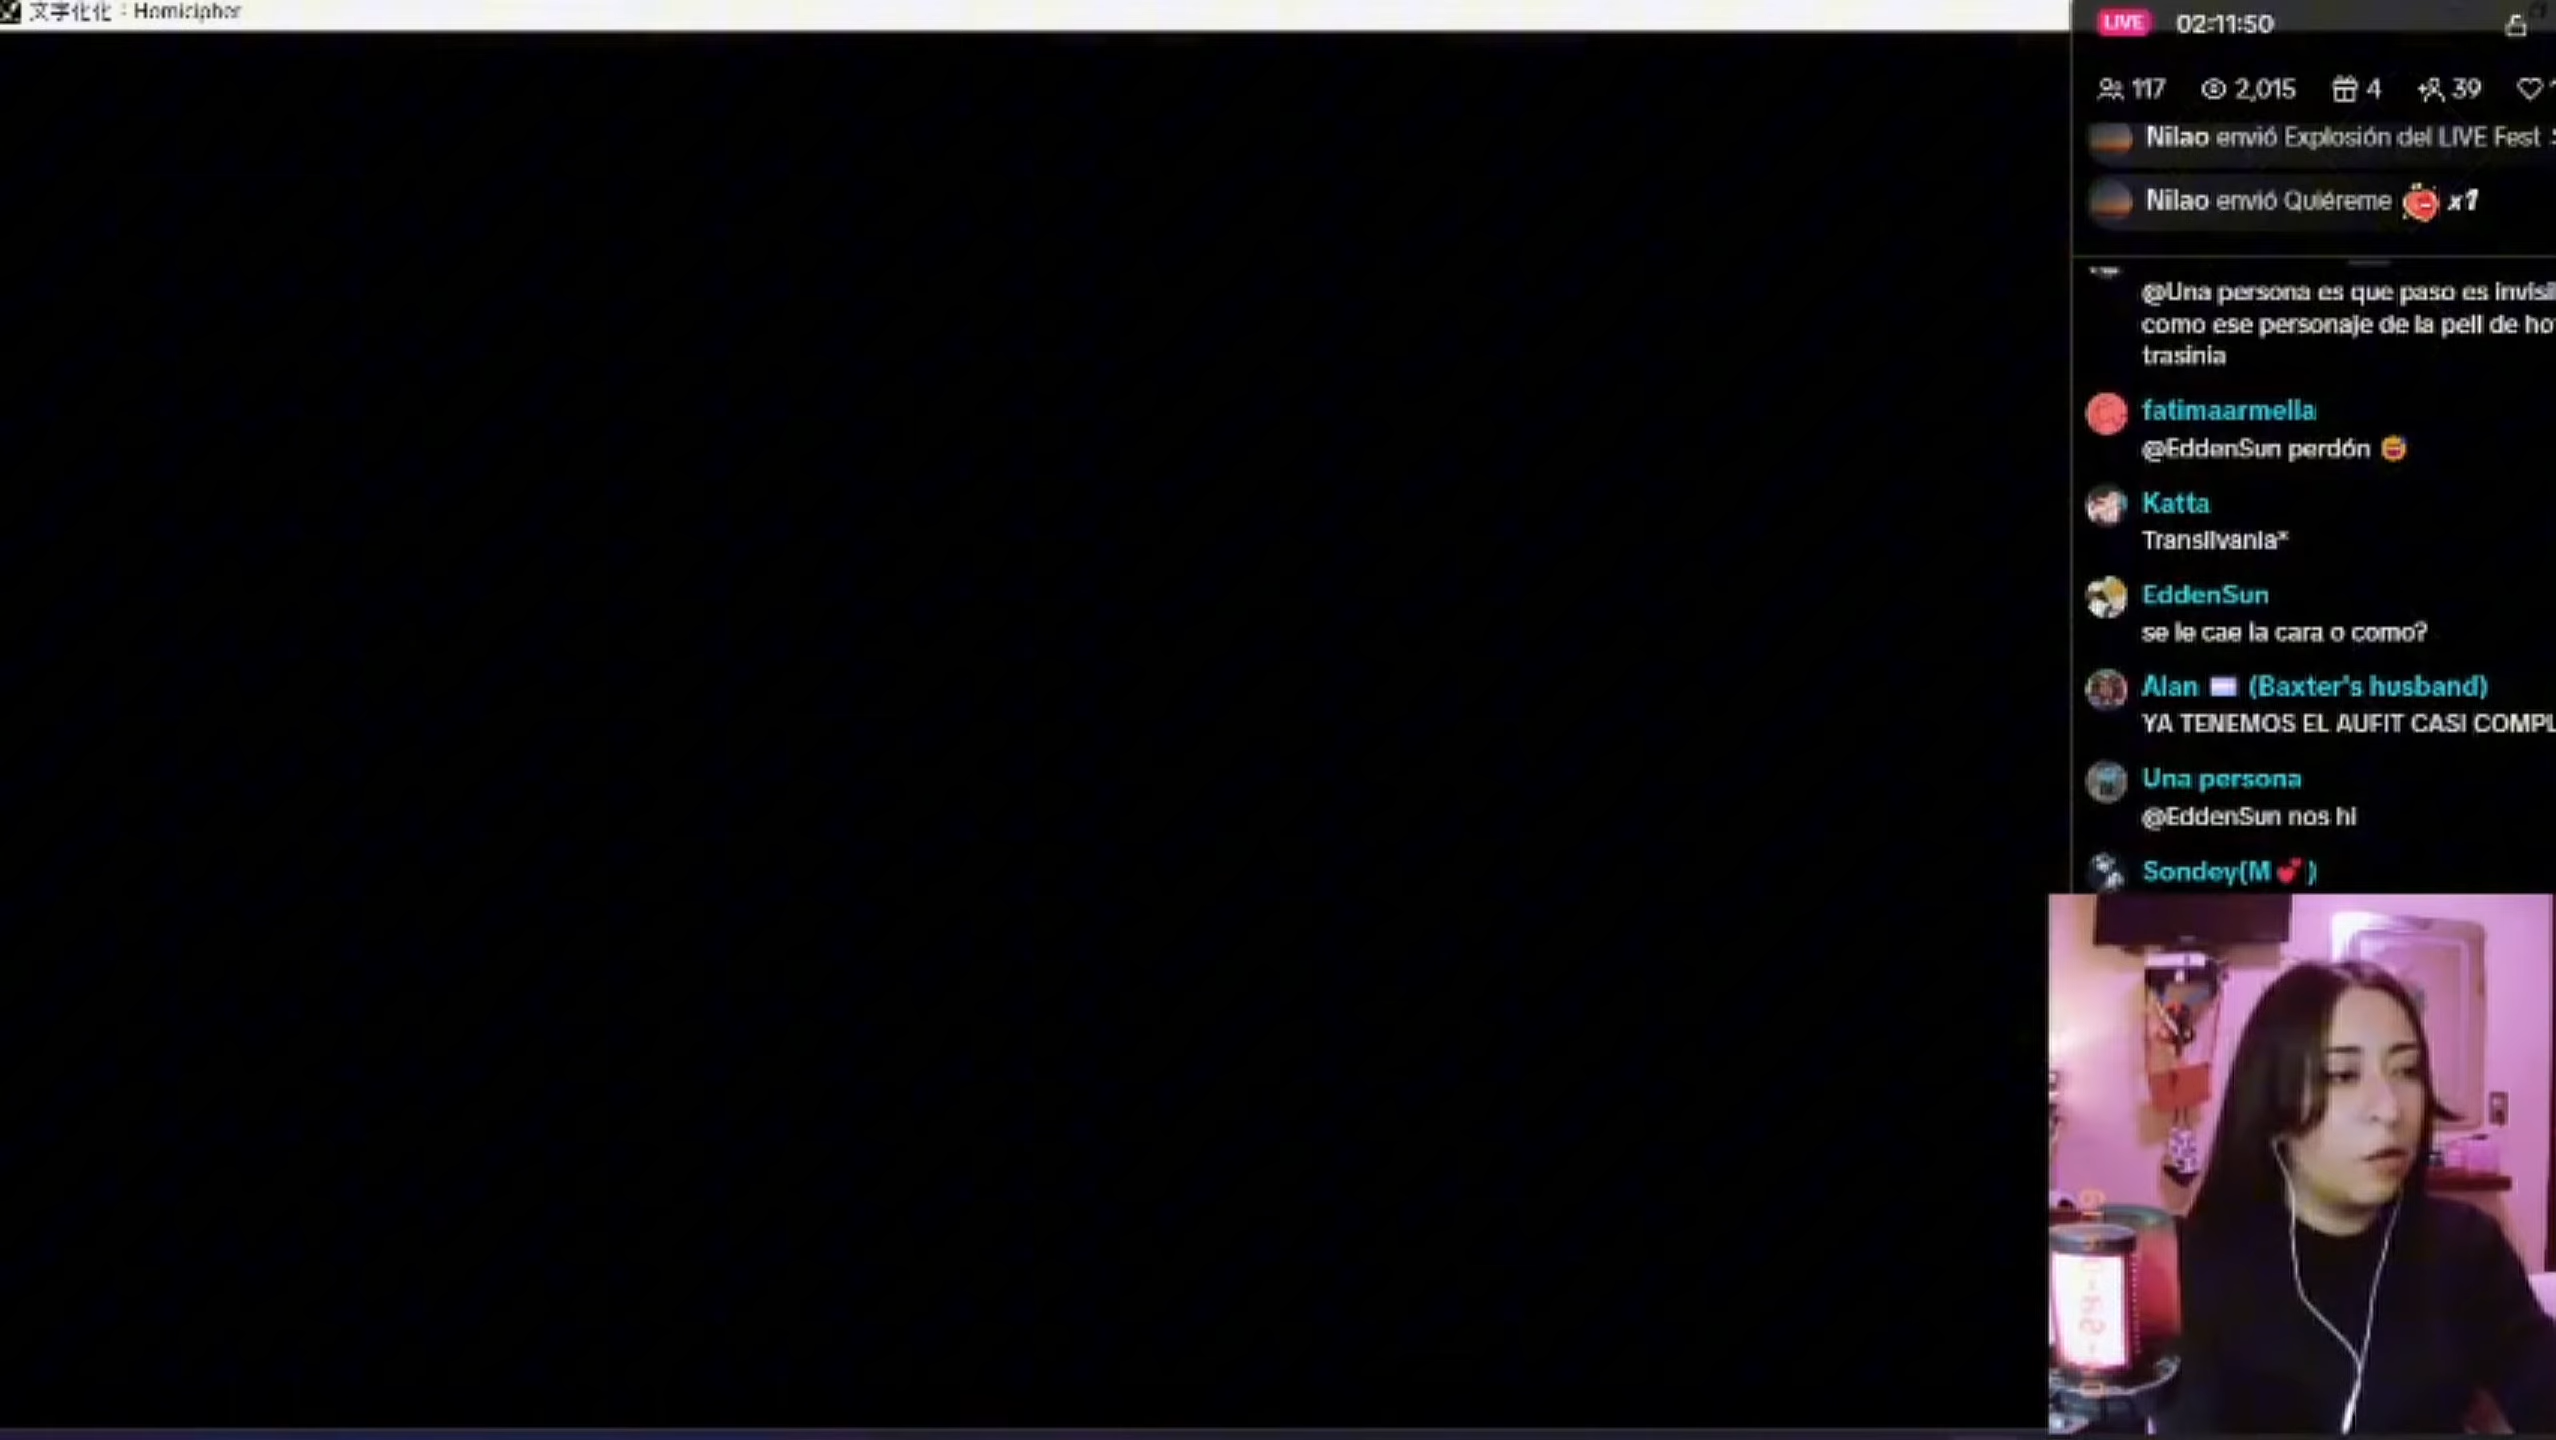 文字化化：Homicipher
LIVE 02:11:50
117 2,015 4 39
Nilao envió Explosión del LIVE Fest
Nilao envió Quiéreme x1
@Una persona es que paso es invisi
como ese personaje de la peli de ho
trasinia
fatimaarmella
@EddenSun perdón
Katta
Transilvania*
EddenSun
se le cae la cara o como?
Alan (Baxter's husband)
YA TENEMOS EL AUFIT CASI COMPL
Una persona
@EddenSun nos hi
Sondey(M )